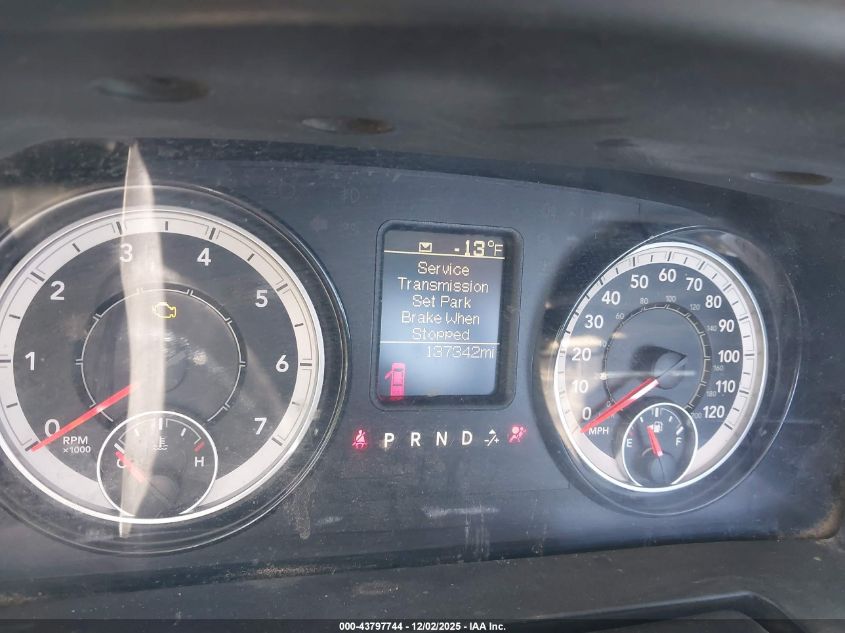 -13°F
Service
Transmission
Set Park
Brake When
Stopped
137342mi
0 1 2 3 4 5 6 7
RPM
×1000
C H
P R N D
0 10 20 30 40 50 60 70 80 90 100 110 120
MPH
E F
000-43797744 - 12/02/2025 - IAA Inc.